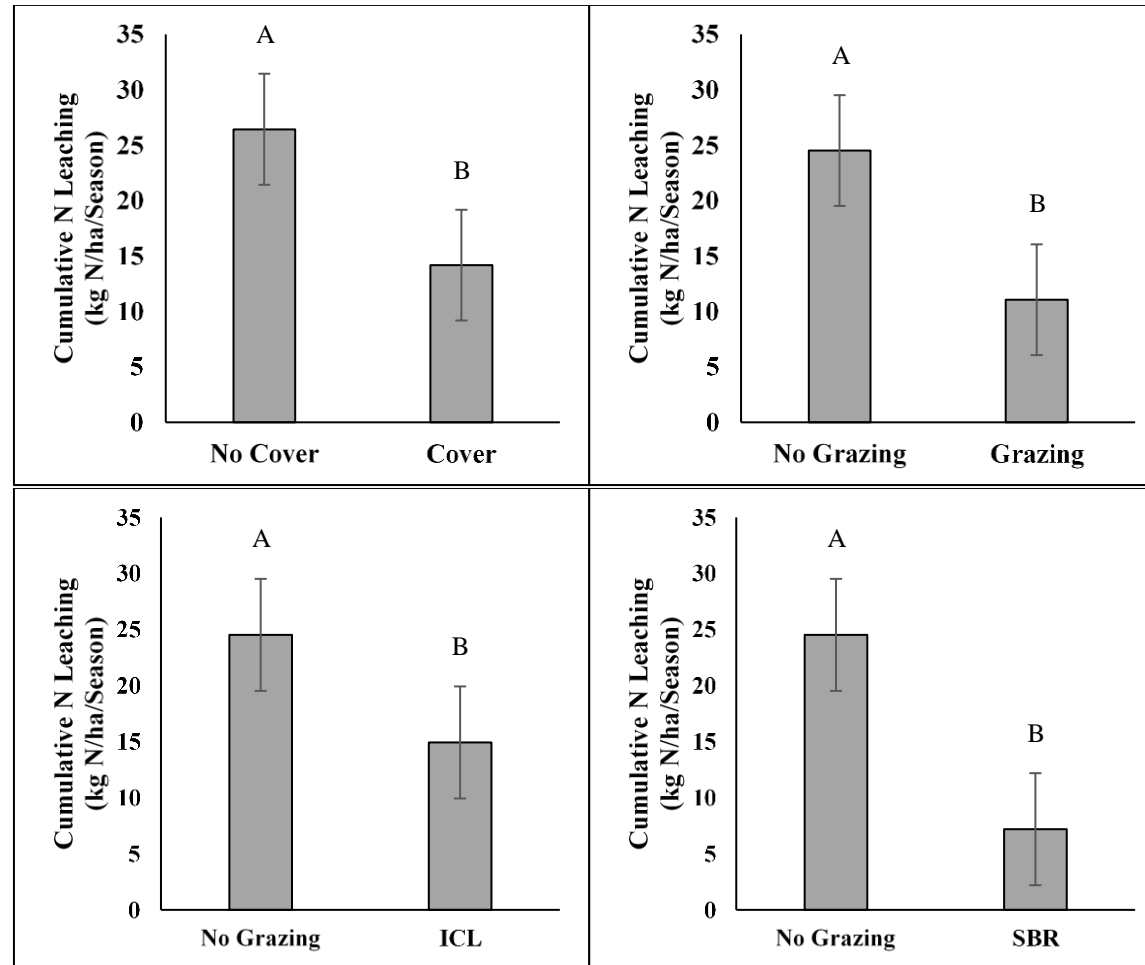 Cumulative N Leaching
(kg N/ha/Season)
35
30
25
20
15
10
5
0
A
B
No Cover
Cover
Cumulative N Leaching
(kg N/ha/Season)
35
30
25
20
15
10
5
0
A
B
No Grazing
Grazing
Cumulative N Leaching
(kg N/ha/Season)
35
30
25
20
15
10
5
0
A
B
No Grazing
ICL
Cumulative N Leaching
(kg N/ha/Season)
35
30
25
20
15
10
5
0
A
B
No Grazing
SBR